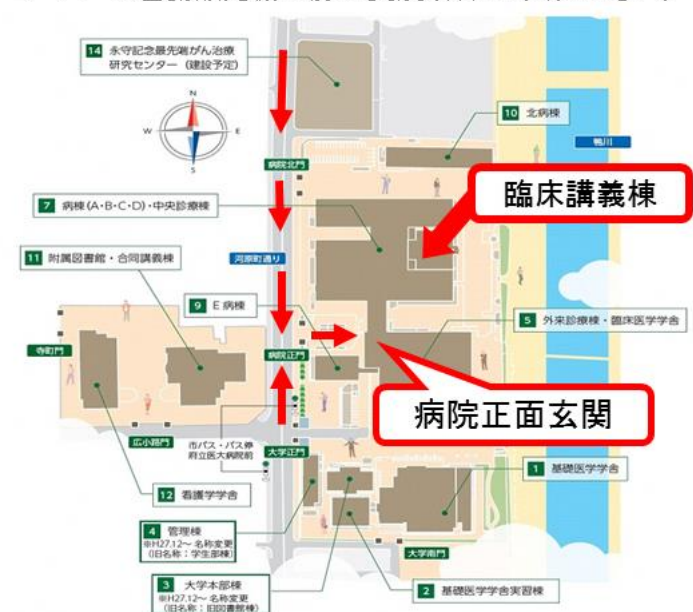 14 永守記念最先端がん治療
研究センター（建設予定）
N
W
E
S
10 北病棟
鴨川
病院北門
臨床講義棟
7 病棟(A・B・C・D)・中央診療棟
河原町通り
11 附属図書館・合同講義棟
9 E病棟
5 外来診療棟・臨床医学学舎
寺町門
病院正門
病院正面玄関
広小路門
市バス・バス停
府立医大病院前
大学正門
1 基礎医学学舎
12 看護学学舎
4 管理棟
※H27.12～ 名称変更
（旧名称：学生部棟）
大学南門
3 大学本部棟
※H27.12～ 名称変更
（旧名称：旧図書館棟）
2 基礎医学学舎実習棟